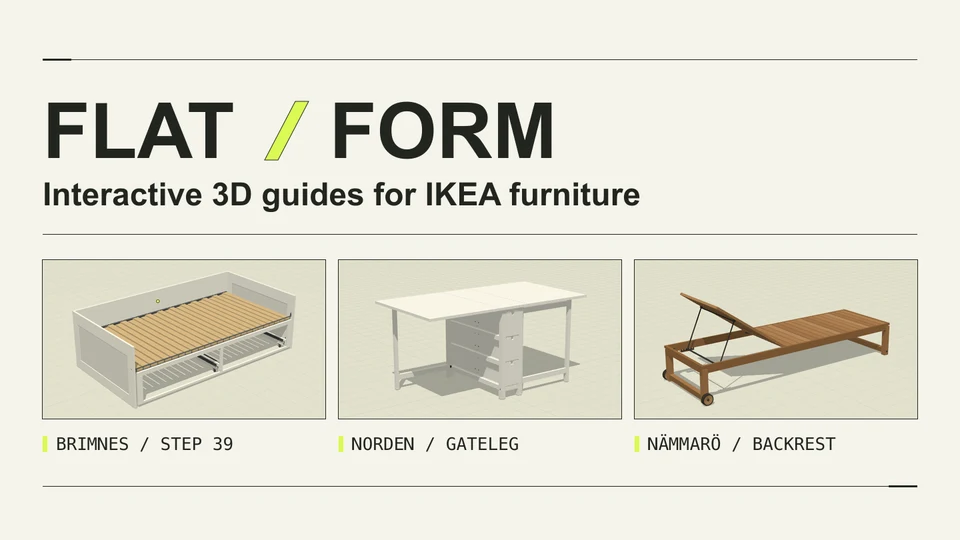 FLAT / FORM
Interactive 3D guides for IKEA furniture
BRIMNES / STEP 39
NORDEN / GATELEG
NÄMMARÖ / BACKREST